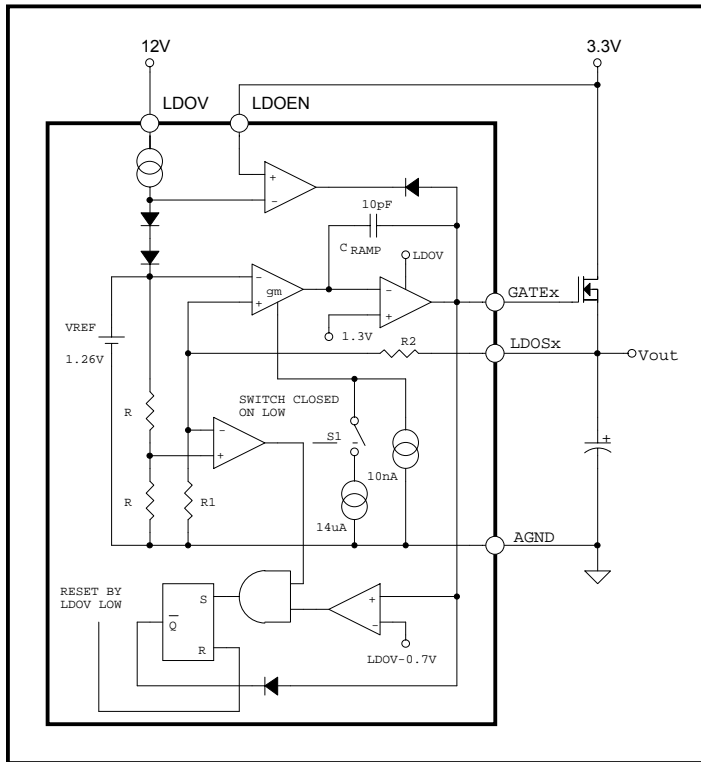 12V
3.3V
LDOV
LDOEN
+
−
10pF
C RAMP
LDOV
−
gm
+
−
+
GATEx
VREF
1.26V
1.3V
R2
LDOSx
Vout
SWITCH CLOSED
ON LOW
R
−
+
S1
+
10nA
R
R1
14uA
AGND
RESET BY
LDOV LOW
S
Q
R
+
−
LDOV-0.7V